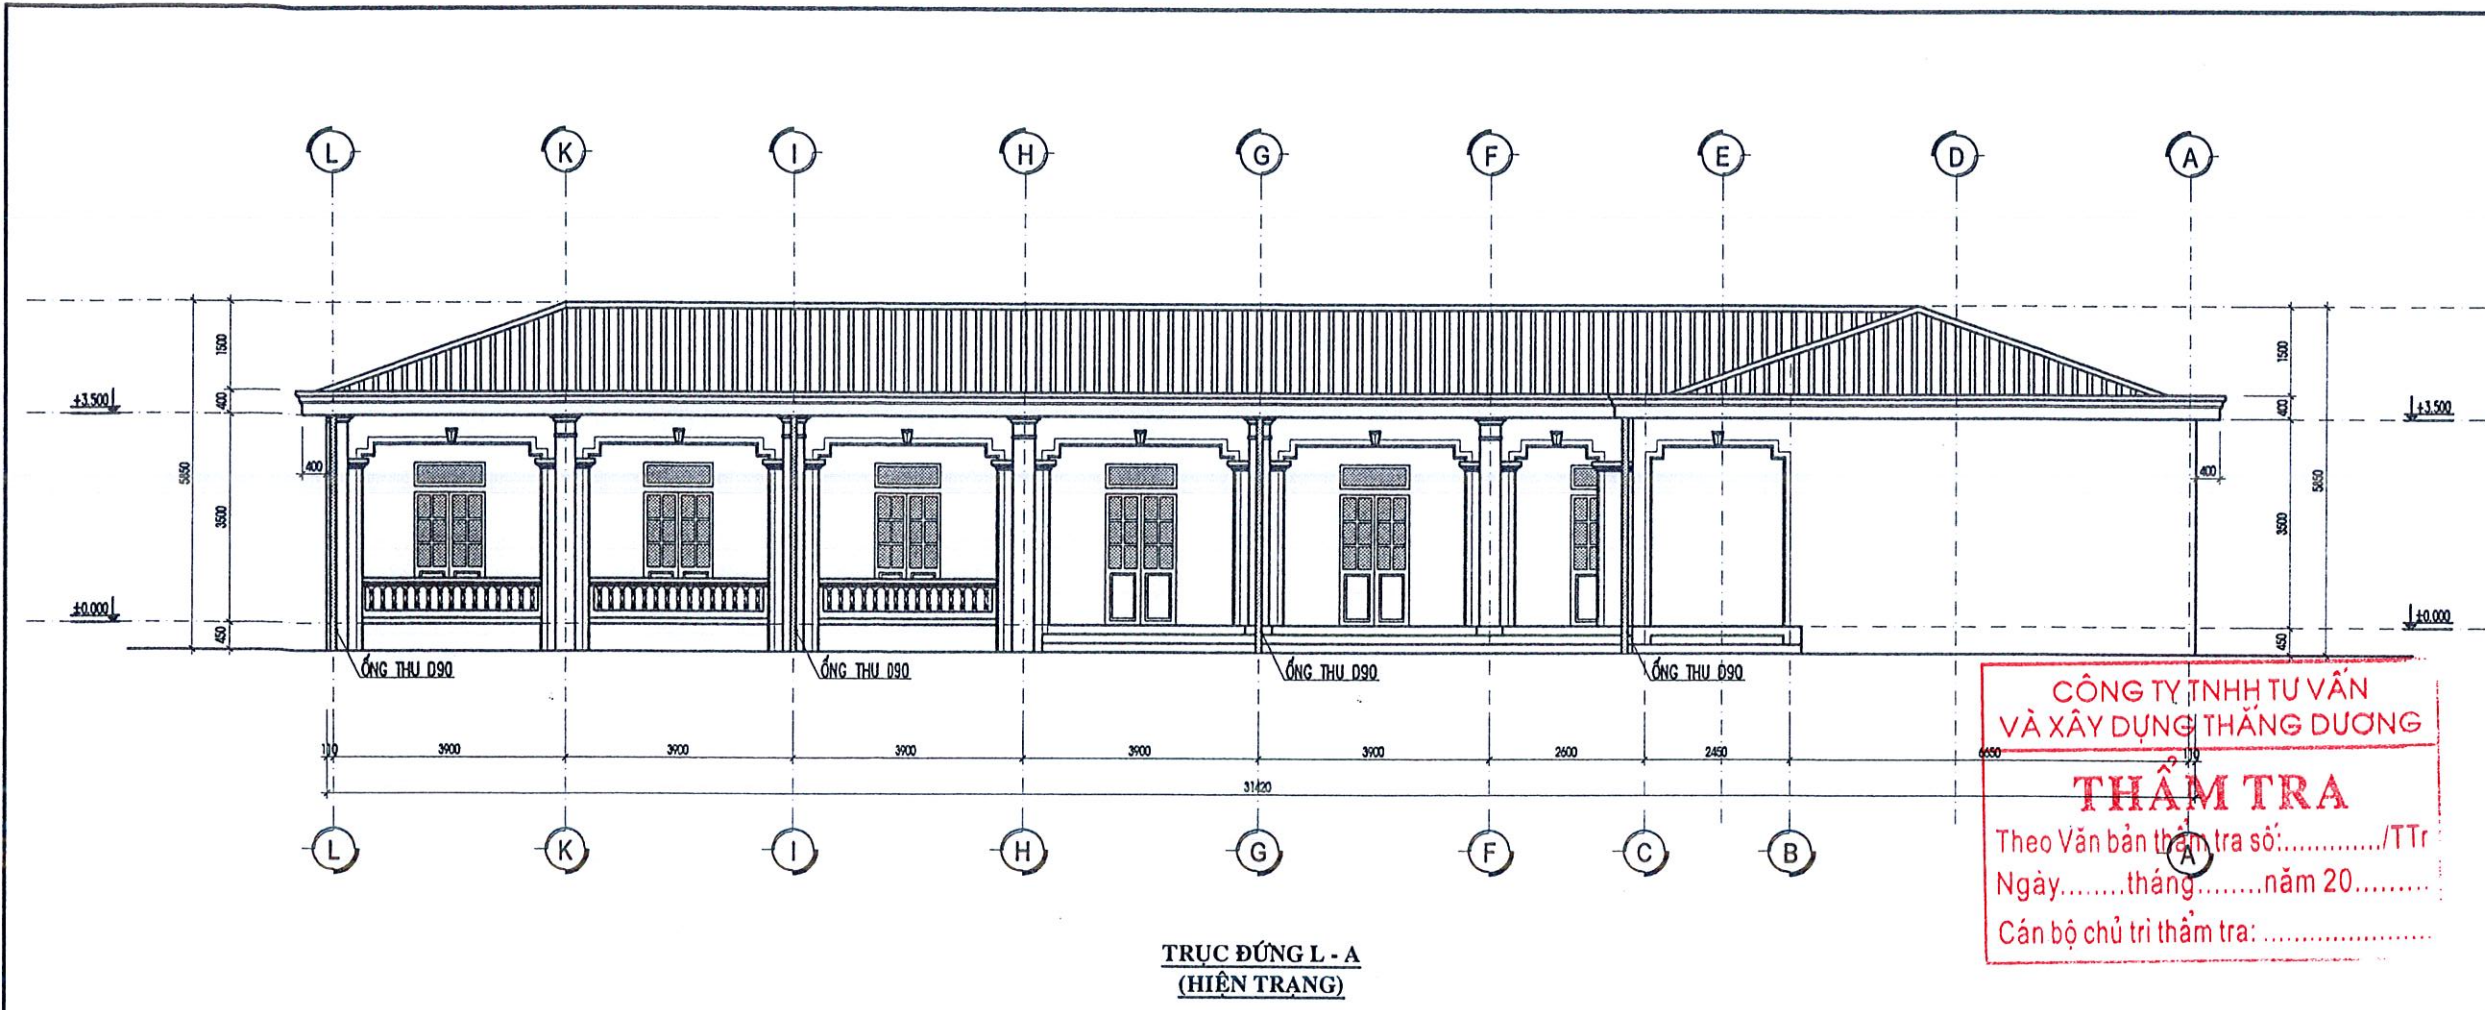 L K I H G F E D A
1500 1500
400 400
+3.500 +3.500
400 400
5850 5850
3500 3500
±0.000 ±0.000
450 450
ỐNG THU D90 ỐNG THU D90 ỐNG THU D90 ỐNG THU D90
110 3900 3900 3900 3900 3900 2600 2450 6650 110
31420
L K I H G F C B A
CÔNG TY TNHH TƯ VẤN
VÀ XÂY DỰNG THẮNG DƯƠNG
THẨM TRA
Theo Văn bản thẩm tra số:............../TTr
Ngày........tháng........năm 20.........
Cán bộ chủ trì thẩm tra: ......................
TRỤC ĐỨNG L - A
(HIỆN TRẠNG)